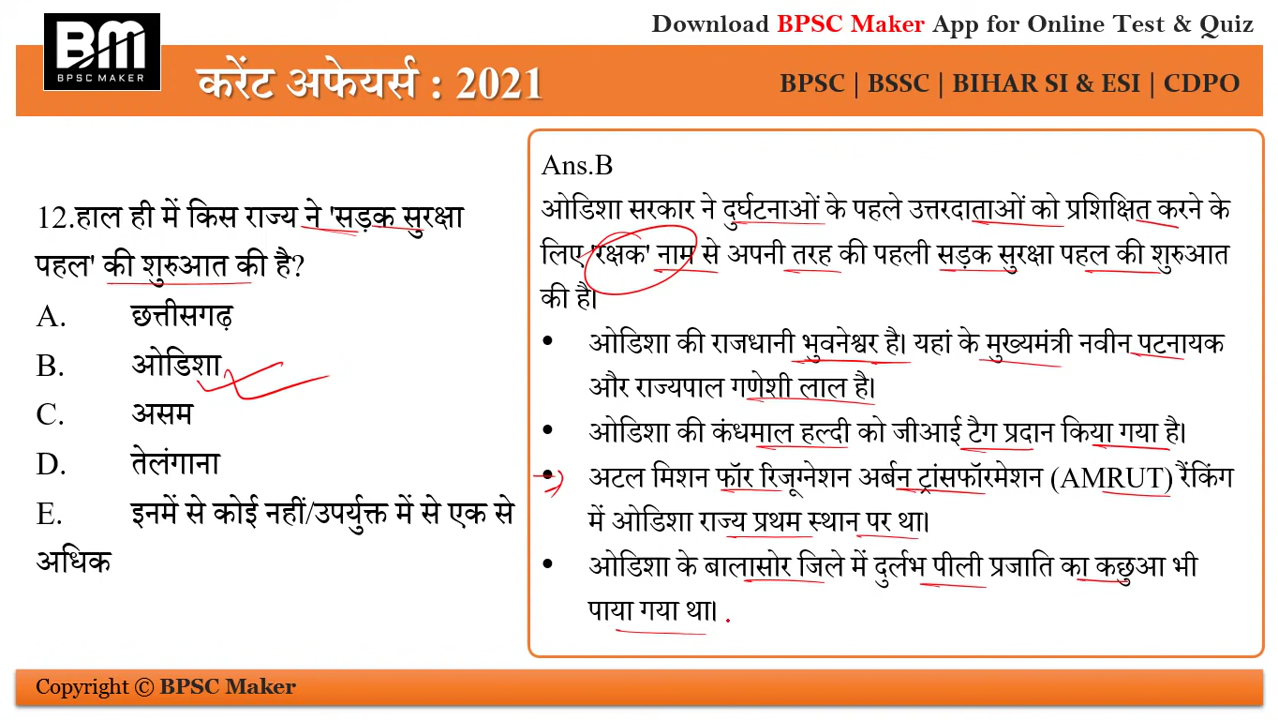 Download BPSC Maker App for Online Test & Quiz
BM
BPSC MAKER
करेंट अफेयर्स : 2021
BPSC | BSSC | BIHAR SI & ESI | CDPO
12.हाल ही में किस राज्य ने 'सड़क सुरक्षा
पहल' की शुरुआत की है?
A. छत्तीसगढ़
B. ओडिशा
C. असम
D. तेलंगाना
E. इनमें से कोई नहीं/उपर्युक्त में से एक से
अधिक
Ans.B
ओडिशा सरकार ने दुर्घटनाओं के पहले उत्तरदाताओं को प्रशिक्षित करने के
लिए 'रक्षक' नाम से अपनी तरह की पहली सड़क सुरक्षा पहल की शुरुआत
की है।
• ओडिशा की राजधानी भुवनेश्वर है। यहां के मुख्यमंत्री नवीन पटनायक
और राज्यपाल गणेशी लाल है।
• ओडिशा की कंधमाल हल्दी को जीआई टैग प्रदान किया गया है।
• अटल मिशन फॉर रिजूग्नेशन अर्बन ट्रांसफॉरमेशन (AMRUT) रैंकिंग
में ओडिशा राज्य प्रथम स्थान पर था।
• ओडिशा के बालासोर जिले में दुर्लभ पीली प्रजाति का कछुआ भी
पाया गया था।
Copyright © BPSC Maker